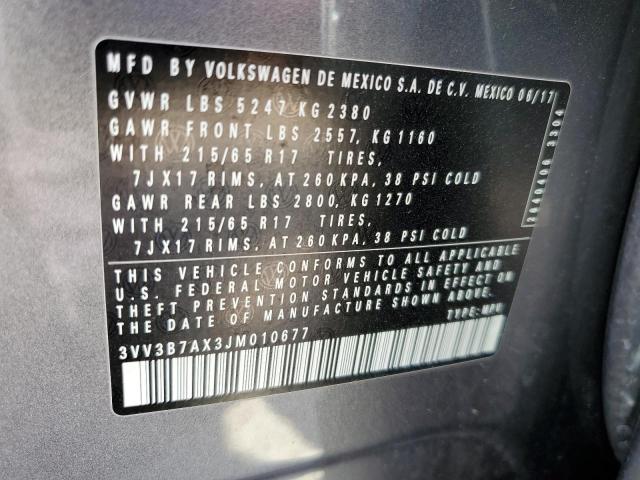 MFD BY VOLKSWAGEN DE MEXICO S.A. DE C.V. MEXICO 06/17
GVWR LBS 5247 KG 2380
GAWR FRONT LBS 2557, KG 1160
WITH 215/65 R17 TIRES,
7JX17 RIMS, AT 260 KPA, 38 PSI COLD
GAWR REAR LBS 2800, KG 1270
WITH 215/65 R17 TIRES,
7JX17 RIMS, AT 260 KPA, 38 PSI COLD
THIS VEHICLE CONFORMS TO ALL APPLICABLE
U.S. FEDERAL MOTOR VEHICLE SAFETY AND
THEFT PREVENTION STANDARDS IN EFFECT ON
THE DATE OF MANUFACTURE SHOWN ABOVE.
3VV3B7AX3JM010677
TYPE: MPV